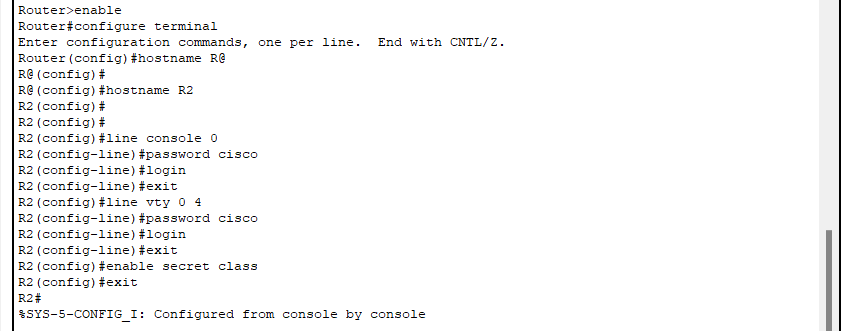 Router>enable
Router#configure terminal
Enter configuration commands, one per line.  End with CNTL/Z.
Router(config)#hostname R@
R@(config)#
R@(config)#hostname R2
R2(config)#
R2(config)#
R2(config)#line console 0
R2(config-line)#password cisco
R2(config-line)#login
R2(config-line)#exit
R2(config)#line vty 0 4
R2(config-line)#password cisco
R2(config-line)#login
R2(config-line)#exit
R2(config)#enable secret class
R2(config)#exit
R2#
%SYS-5-CONFIG_I: Configured from console by console